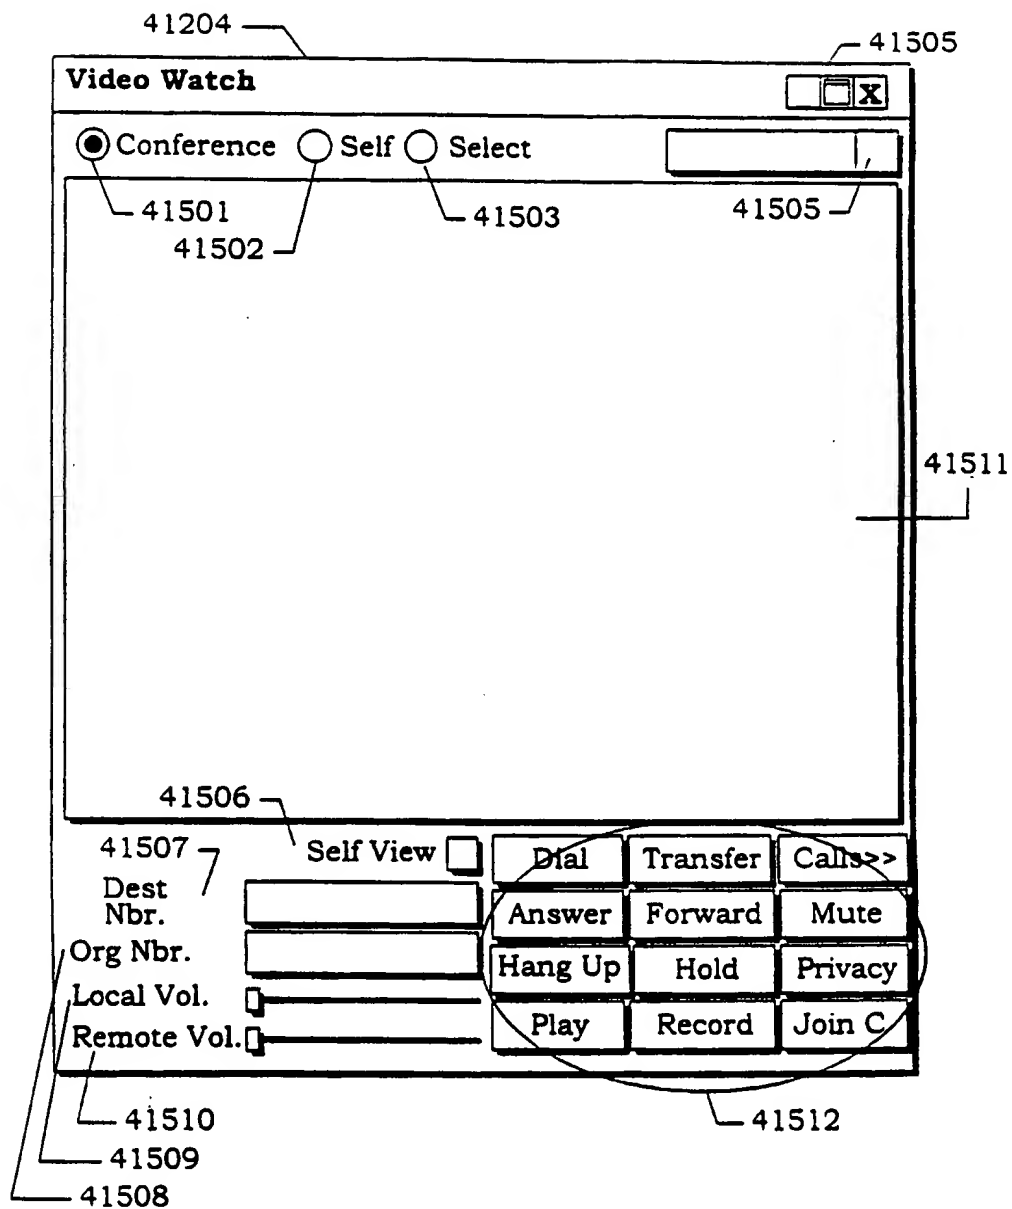 41204
41505
Video Watch
X
Conference Self Select
41501
41502
41503
41505
41511
41506
41507
Self View
Dest
Nbr.
Org Nbr.
Local Vol.
Remote Vol.
Dial Transfer Calls>>
Answer Forward Mute
Hang Up Hold Privacy
Play Record Join C
41510
41512
41509
41508